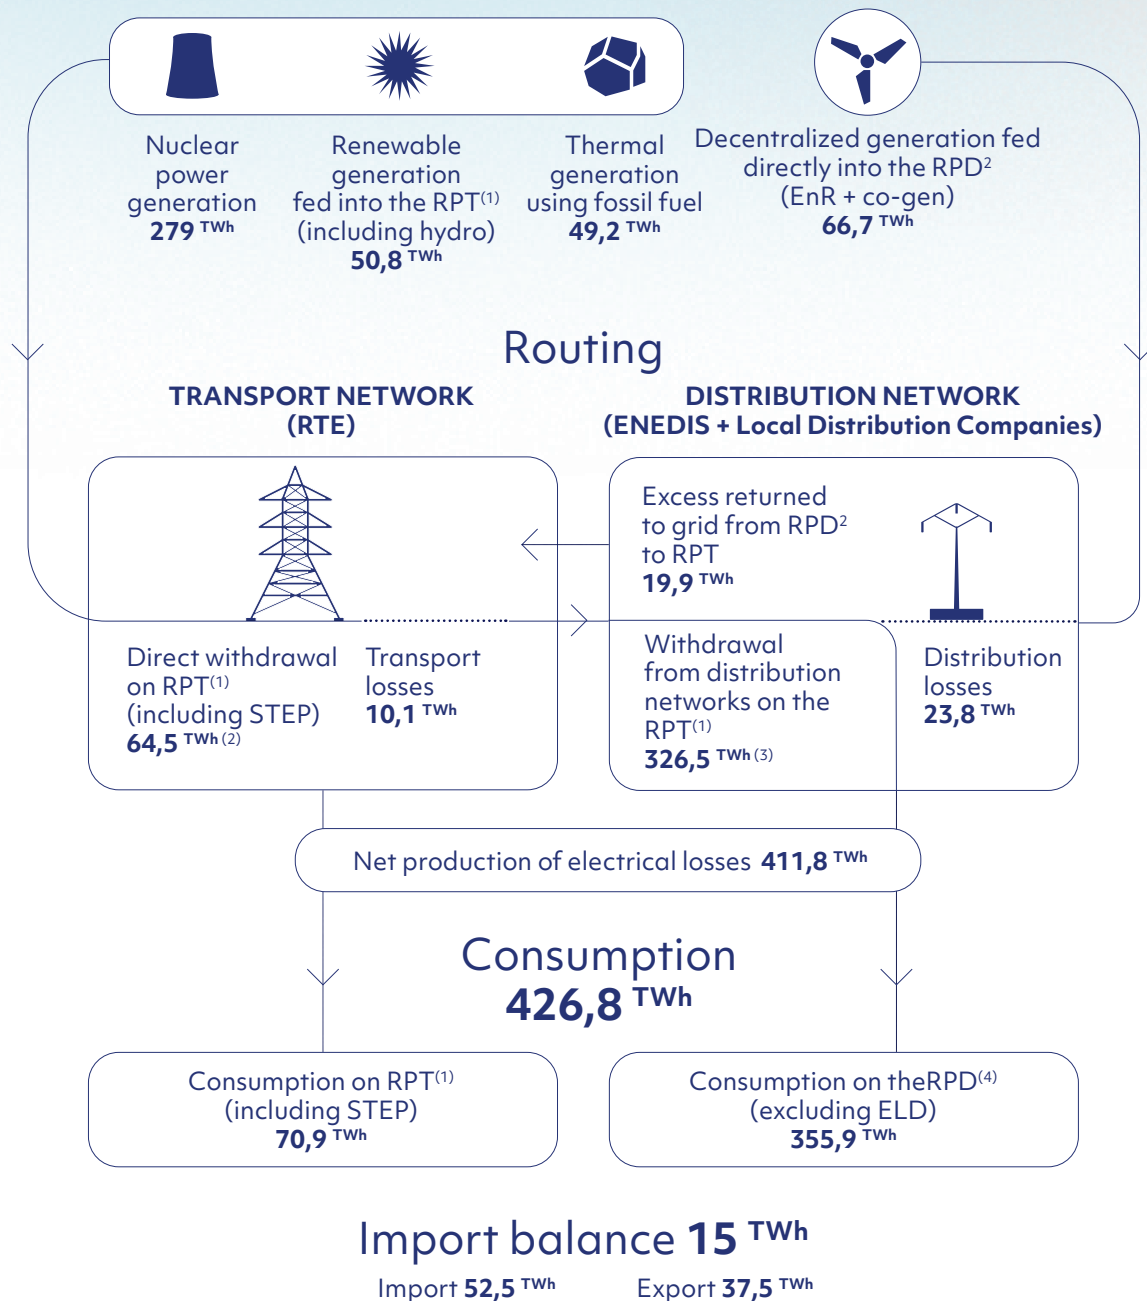 Nuclear
power
generation
279 TWh
Renewable
generation
fed into the RPT(1)
(including hydro)
50,8 TWh
Thermal
generation
using fossil fuel
49,2 TWh
Decentralized generation fed
directly into the RPD2
(EnR + co-gen)
66,7 TWh
Routing
TRANSPORT NETWORK
(RTE)
DISTRIBUTION NETWORK
(ENEDIS + Local Distribution Companies)
Excess returned
to grid from RPD2
to RPT
19,9 TWh
Direct withdrawal
on RPT(1)
(including STEP)
64,5 TWh (2)
Transport
losses
10,1 TWh
Withdrawal
from distribution
networks on the
RPT(1)
326,5 TWh (3)
Distribution
losses
23,8 TWh
Net production of electrical losses 411,8 TWh
Consumption
426,8 TWh
Consumption on RPT(1)
(including STEP)
70,9 TWh
Consumption on theRPD(4)
(excluding ELD)
355,9 TWh
Import balance 15 TWh
Import 52,5 TWh
Export 37,5 TWh